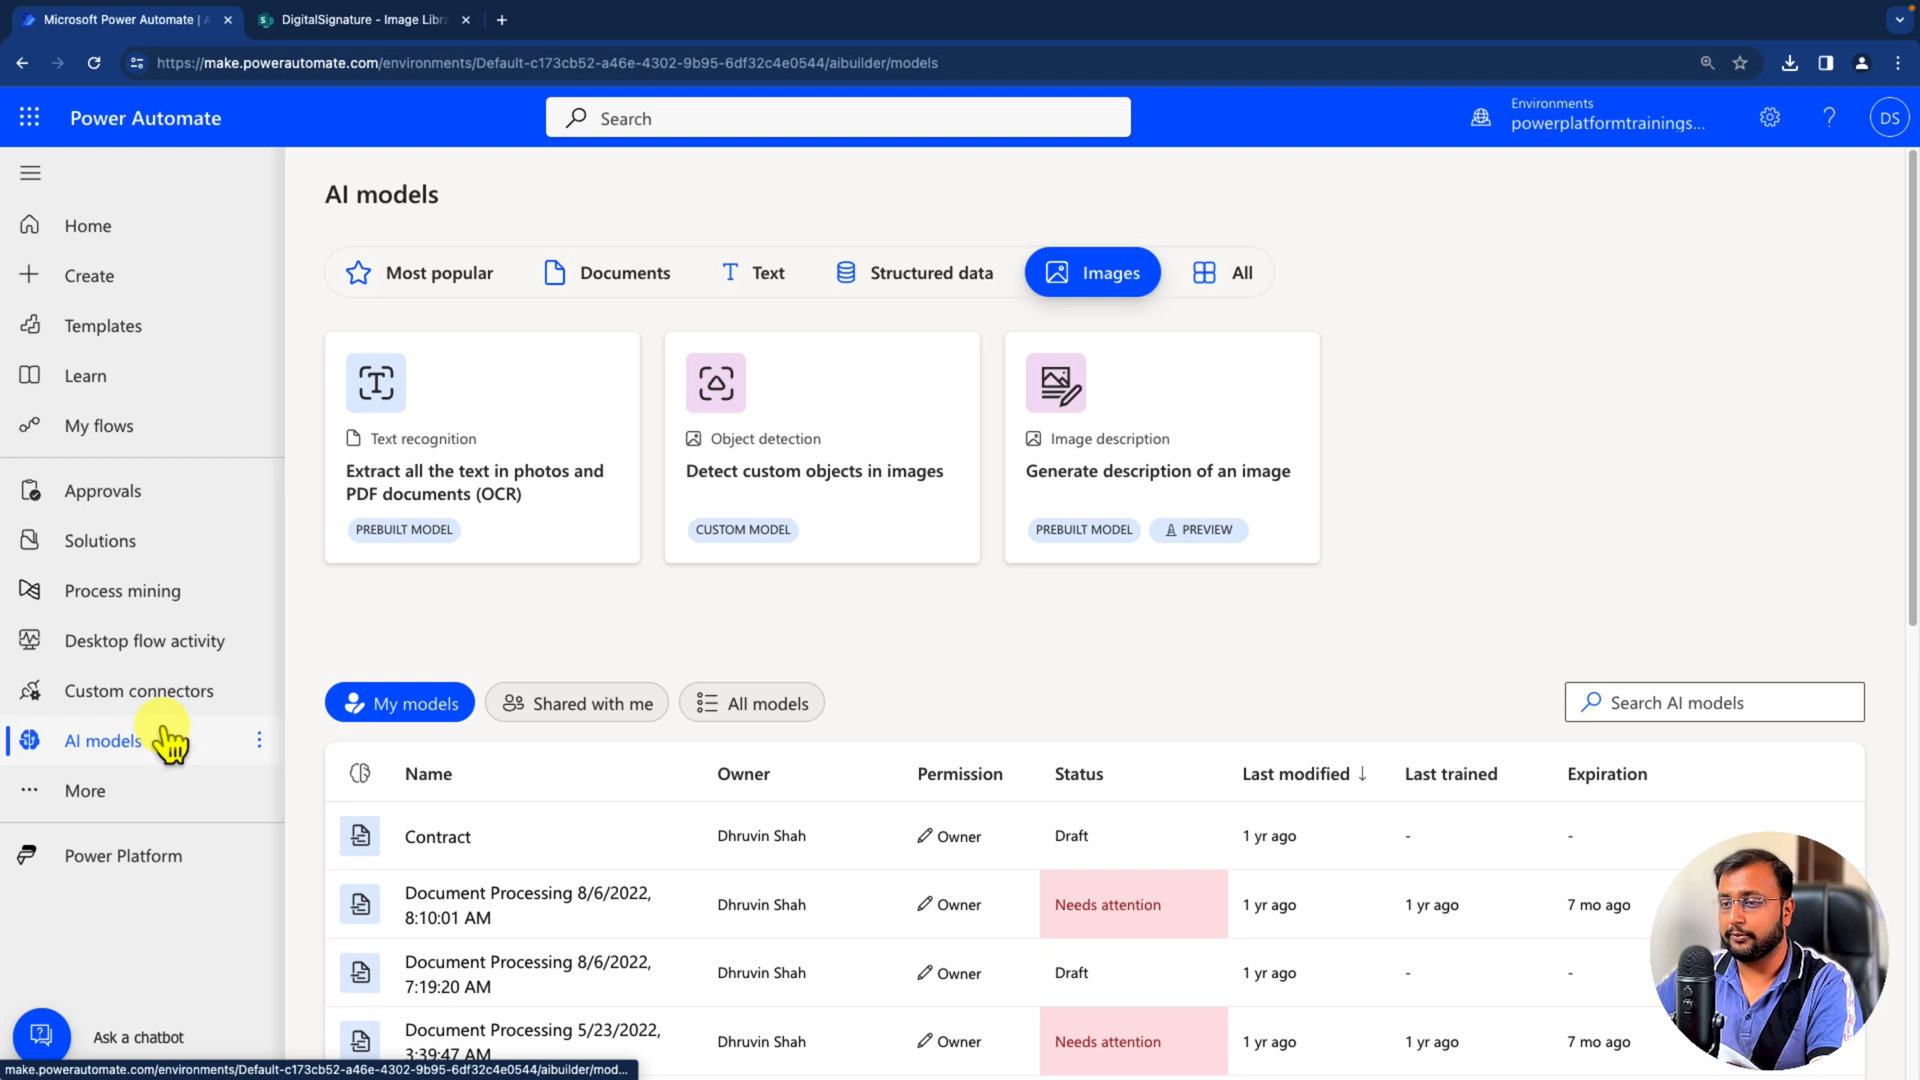 Microsoft Power Automate | A
DigitalSignature - Image Libra
https://make.powerautomate.com/environments/Default-c173cb52-a46e-4302-9b95-6df32c4e0544/aibuilder/models
Power Automate
Search
Environments
powerplatformtrainings...
DS
Home
Create
Templates
Learn
My flows
Approvals
Solutions
Process mining
Desktop flow activity
Custom connectors
AI models
More
Power Platform
Ask a chatbot
AI models
Most popular
Documents
Text
Structured data
Images
All
Text recognition
Extract all the text in photos and
PDF documents (OCR)
PREBUILT MODEL
Object detection
Detect custom objects in images
CUSTOM MODEL
Image description
Generate description of an image
PREBUILT MODEL
PREVIEW
My models
Shared with me
All models
Search AI models
Name Owner Permission Status Last modified ↓ Last trained Expiration
Contract Dhruvin Shah Owner Draft 1 yr ago - -
Document Processing 8/6/2022,
8:10:01 AM Dhruvin Shah Owner Needs attention 1 yr ago 1 yr ago 7 mo ago
Document Processing 8/6/2022,
7:19:20 AM Dhruvin Shah Owner Draft 1 yr ago - -
Document Processing 5/23/2022,
3:39:47 AM Dhruvin Shah Owner Needs attention 1 yr ago 1 yr ago 7 mo ago
make.powerautomate.com/environments/Default-c173cb52-a46e-4302-9b95-6df32c4e0544/aibuilder/mod...